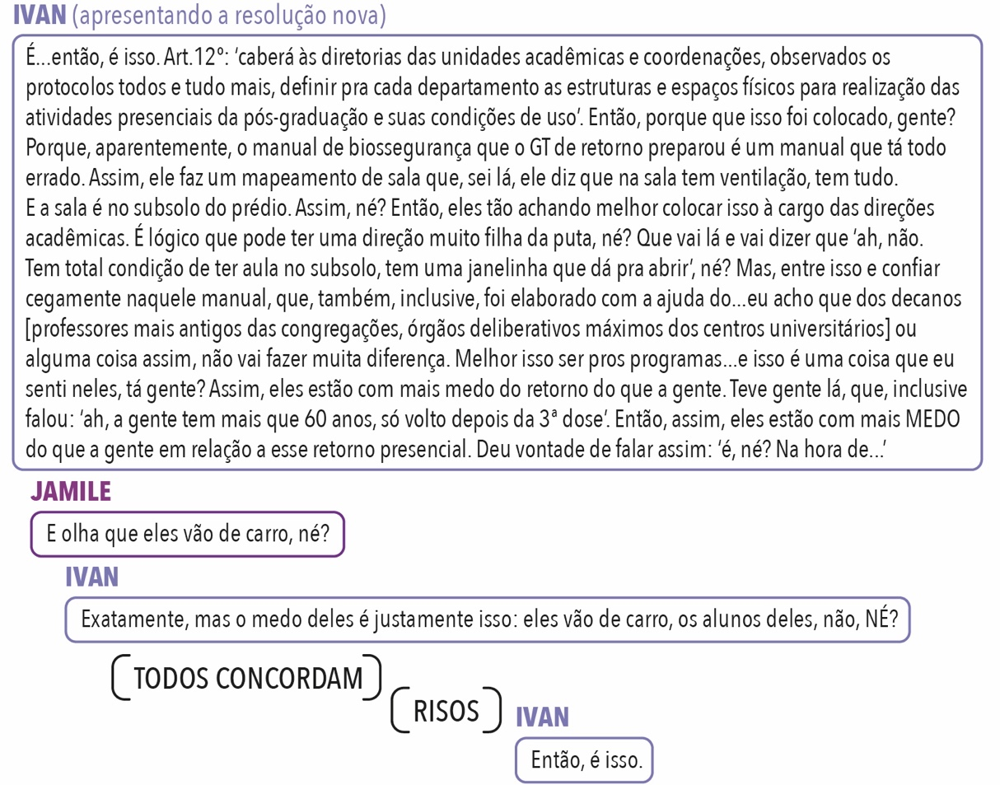 IVAN (apresentando a resolução nova)
É...então, é isso. Art.12º: ‘caberá às diretorias das unidades acadêmicas e coordenações, observados os
protocolos todos e tudo mais, definir pra cada departamento as estruturas e espaços físicos para realização das
atividades presenciais da pós-graduação e suas condições de uso’. Então, porque que isso foi colocado, gente?
Porque, aparentemente, o manual de biossegurança que o GT de retorno preparou é um manual que tá todo
errado. Assim, ele faz um mapeamento de sala que, sei lá, ele diz que na sala tem ventilação, tem tudo.
E a sala é no subsolo do prédio. Assim, né? Então, eles tão achando melhor colocar isso à cargo das direções
acadêmicas. É lógico que pode ter uma direção muito filha da puta, né? Que vai lá e vai dizer que ‘ah, não.
Tem total condição de ter aula no subsolo, tem uma janelinha que dá pra abrir’, né? Mas, entre isso e confiar
cegamente naquele manual, que, também, inclusive, foi elaborado com a ajuda do...eu acho que dos decanos
[professores mais antigos das congregações, órgãos deliberativos máximos dos centros universitários] ou
alguma coisa assim, não vai fazer muita diferença. Melhor isso ser pros programas...e isso é uma coisa que eu
senti neles, tá gente? Assim, eles estão com mais medo do retorno do que a gente. Teve gente lá, que, inclusive
falou: ‘ah, a gente tem mais que 60 anos, só volto depois da 3ª dose’. Então, assim, eles estão com mais MEDO
do que a gente em relação a esse retorno presencial. Deu vontade de falar assim: ‘é, né? Na hora de...’
JAMILE
E olha que eles vão de carro, né?
IVAN
Exatamente, mas o medo deles é justamente isso: eles vão de carro, os alunos deles, não, NÉ?
[TODOS CONCORDAM]
[RISOS]
IVAN
Então, é isso.